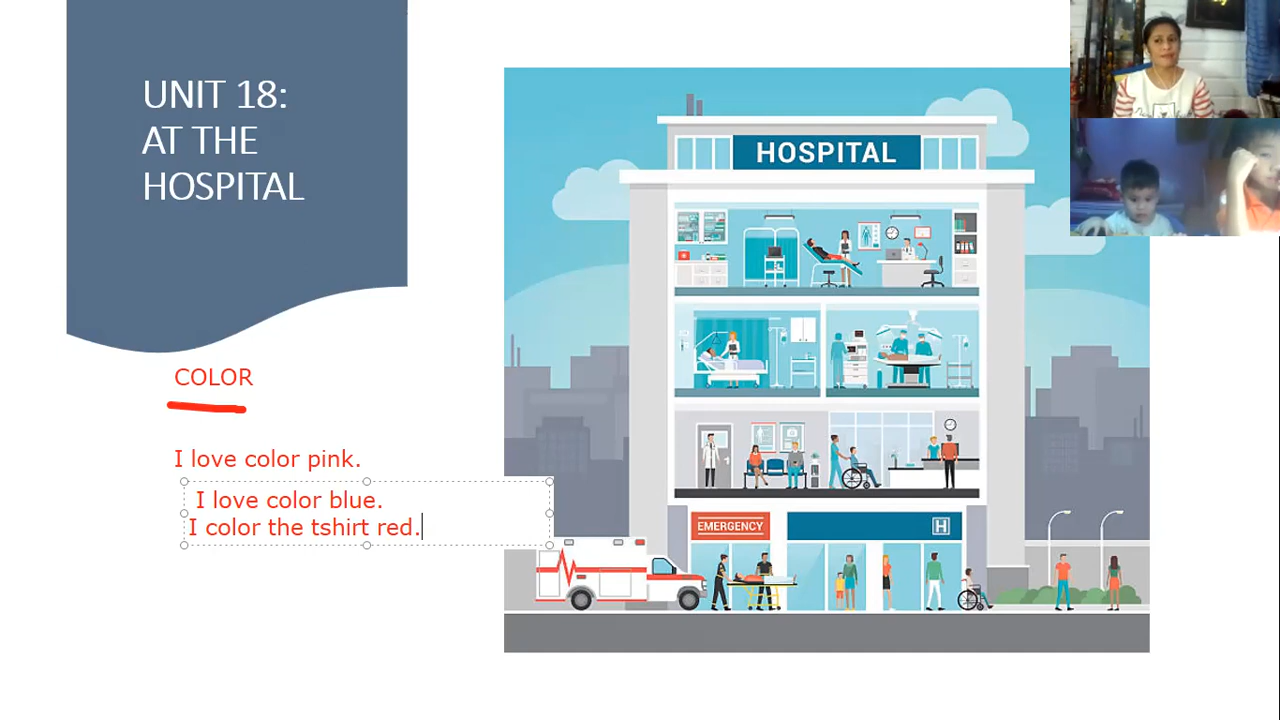 UNIT 18:
AT THE
HOSPITAL
COLOR
I love color pink.
I love color blue.
I color the tshirt red.
HOSPITAL
EMERGENCY
H